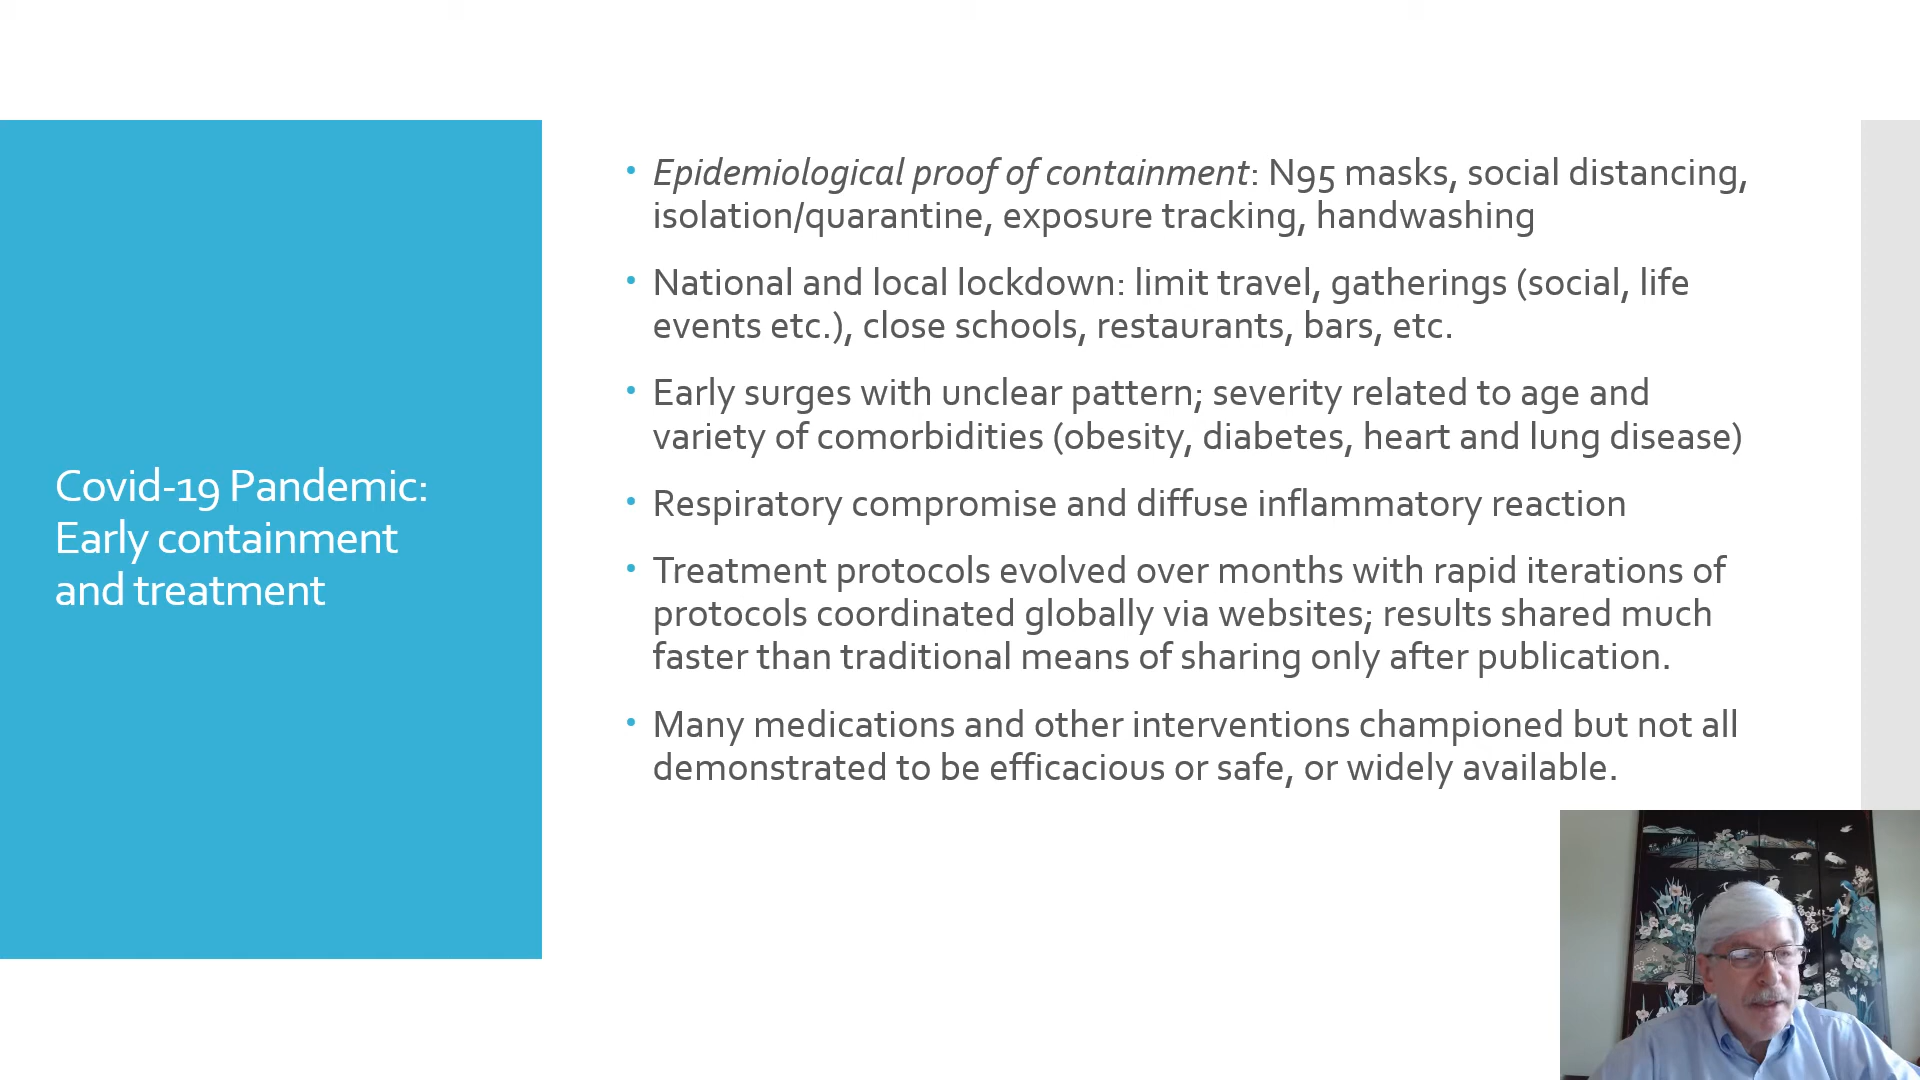 Covid-19 Pandemic:
Early containment
and treatment
• Epidemiological proof of containment: N95 masks, social distancing,
isolation/quarantine, exposure tracking, handwashing
• National and local lockdown: limit travel, gatherings (social, life
events etc.), close schools, restaurants, bars, etc.
• Early surges with unclear pattern; severity related to age and
variety of comorbidities (obesity, diabetes, heart and lung disease)
• Respiratory compromise and diffuse inflammatory reaction
• Treatment protocols evolved over months with rapid iterations of
protocols coordinated globally via websites; results shared much
faster than traditional means of sharing only after publication.
• Many medications and other interventions championed but not all
demonstrated to be efficacious or safe, or widely available.